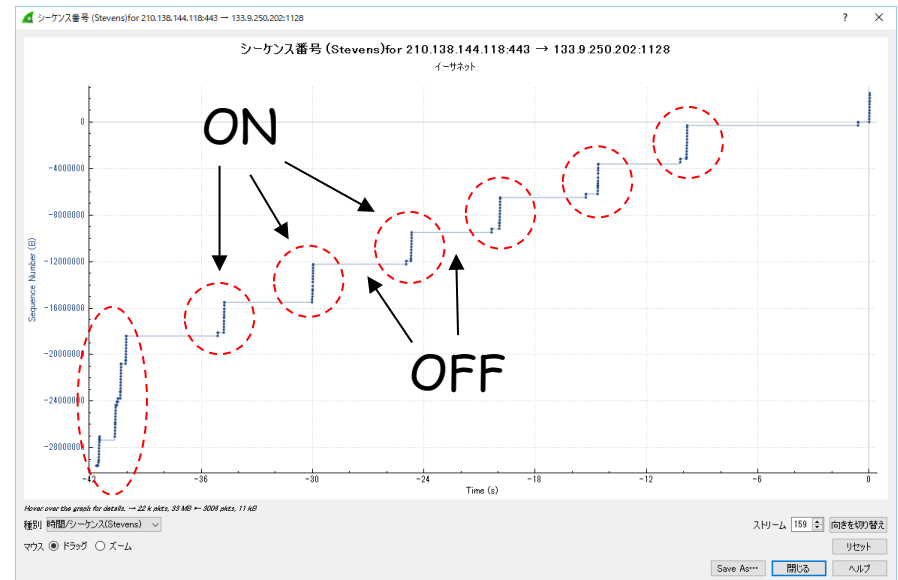 シーケンス番号 (Stevens)for 210.138.144.118:443 → 133.9.250.202:1128
? ×
シーケンス番号 (Stevens)for 210.138.144.118:443 → 133.9.250.202:1128
イーサネット
ON
OFF
Sequence Number (B)
0
-4000000
-8000000
-12000000
-16000000
-20000000
-24000000
-28000000
-42 -36 -30 -24 -18 -12 -6 0
Time (s)
Hover over the graph for details. → 22 k pkts, 33 MB ← 3006 pkts, 11 kB
種別 時間/シーケンス(Stevens) ストリーム 159 向きを切り替え
マウス ドラッグ ズーム リセット
Save As… 閉じる ヘルプ